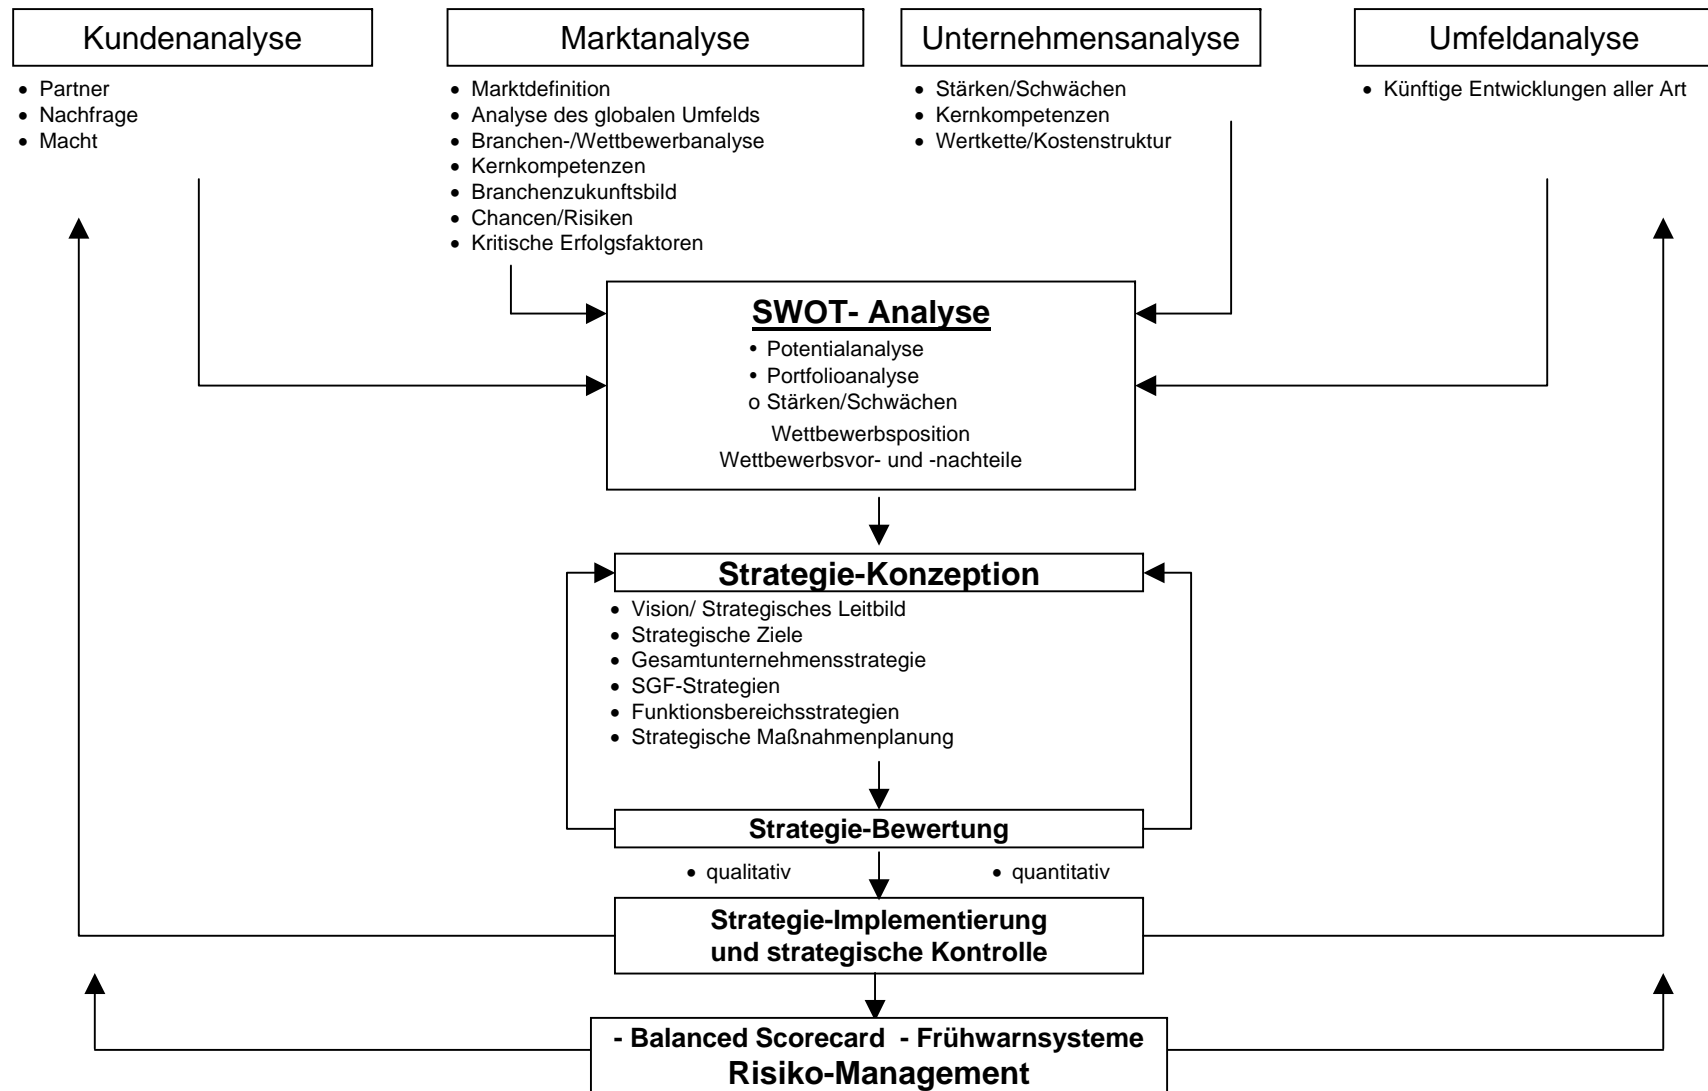 Kundenanalyse
• Partner
• Nachfrage
• Macht
Marktanalyse
• Marktdefinition
• Analyse des globalen Umfelds
• Branchen-/Wettbewerbanalyse
• Kernkompetenzen
• Branchenzukunftsbild
• Chancen/Risiken
• Kritische Erfolgsfaktoren
Unternehmensanalyse
• Stärken/Schwächen
• Kernkompetenzen
• Wertkette/Kostenstruktur
Umfeldanalyse
• Künftige Entwicklungen aller Art
SWOT- Analyse
• Potentialanalyse
• Portfolioanalyse
o Stärken/Schwächen
Wettbewerbsposition
Wettbewerbsvor- und -nachteile
Strategie-Konzeption
• Vision/ Strategisches Leitbild
• Strategische Ziele
• Gesamtunternehmensstrategie
• SGF-Strategien
• Funktionsbereichsstrategien
• Strategische Maßnahmenplanung
Strategie-Bewertung
• qualitativ • quantitativ
Strategie-Implementierung
und strategische Kontrolle
- Balanced Scorecard - Frühwarnsysteme
Risiko-Management